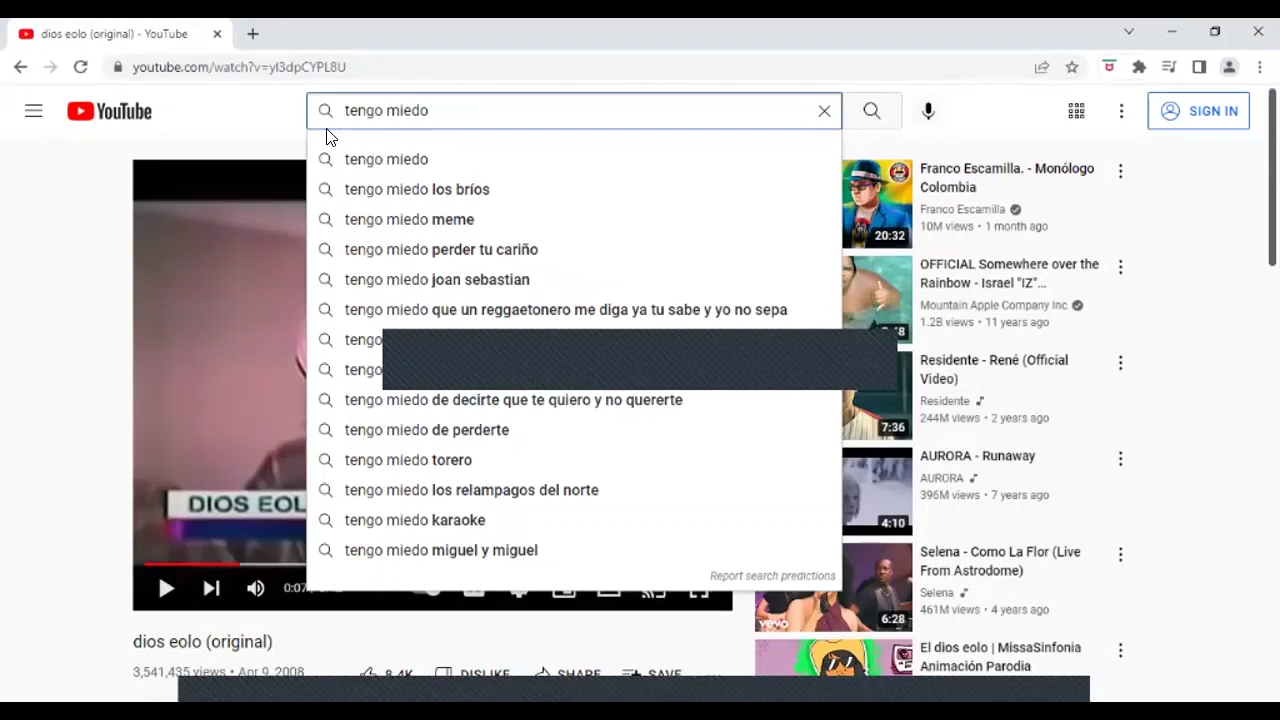 dios eolo (original) - YouTube
youtube.com/watch?v=yI3dpCYPL8U
YouTube
tengo miedo
SIGN IN
tengo miedo
tengo miedo los bríos
tengo miedo meme
tengo miedo perder tu cariño
tengo miedo joan sebastian
tengo miedo que un reggaetonero me diga ya tu sabe y yo no sepa
tengo
tengo
tengo miedo de decirte que te quiero y no quererte
tengo miedo de perderte
tengo miedo torero
tengo miedo los relampagos del norte
tengo miedo karaoke
tengo miedo miguel y miguel
Report search predictions
DIOS EOL
0:07
dios eolo (original)
3,541,435 views • Apr 9, 2008
8.4K
DISLIKE
SHARE
SAVE
20:32
Franco Escamilla. - Monólogo
Colombia
Franco Escamilla
10M views • 1 month ago
OFFICIAL Somewhere over the
Rainbow - Israel "IZ"...
Mountain Apple Company Inc
1.2B views • 11 years ago
7:36
Residente - René (Official
Video)
Residente
244M views • 2 years ago
4:10
AURORA - Runaway
AURORA
396M views • 7 years ago
vevo
6:28
Selena - Como La Flor (Live
From Astrodome)
Selena
461M views • 4 years ago
El dios eolo | MissaSinfonia
Animación Parodia